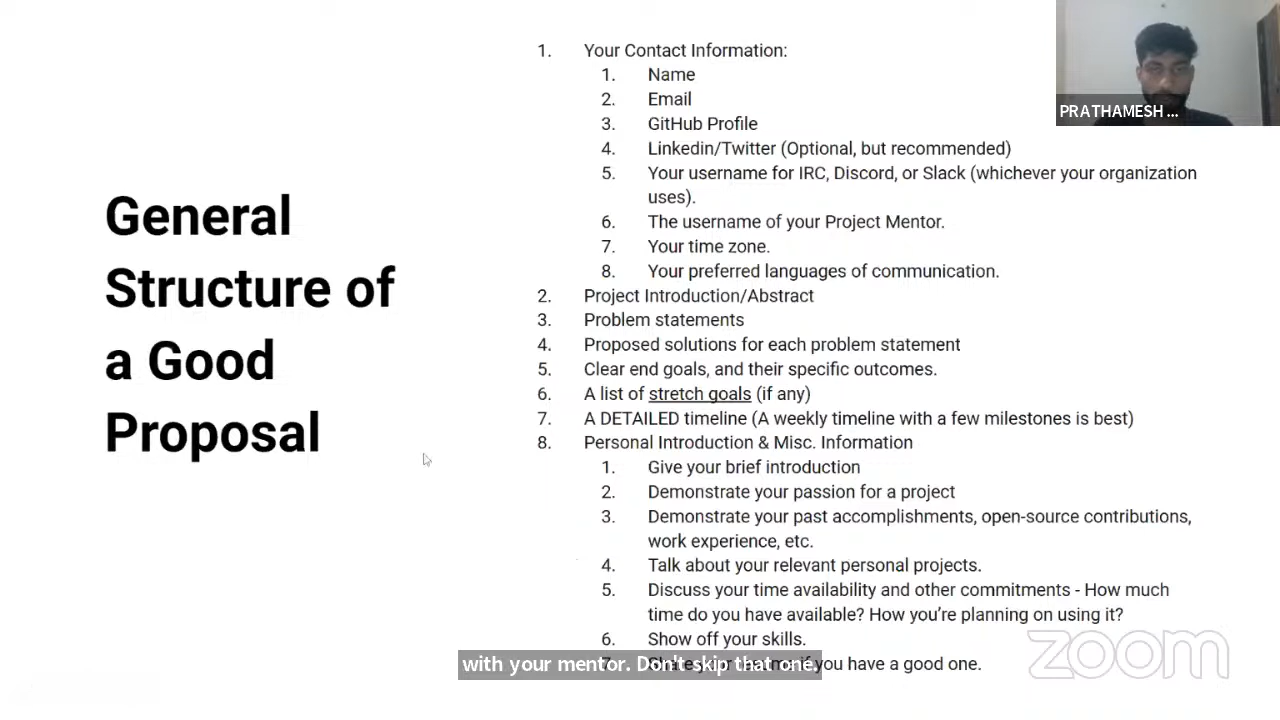 General
Structure of
a Good
Proposal
1. Your Contact Information:
1. Name
2. Email
3. GitHub Profile
4. Linkedin/Twitter (Optional, but recommended)
5. Your username for IRC, Discord, or Slack (whichever your organization
uses).
6. The username of your Project Mentor.
7. Your time zone.
8. Your preferred languages of communication.
2. Project Introduction/Abstract
3. Problem statements
4. Proposed solutions for each problem statement
5. Clear end goals, and their specific outcomes.
6. A list of stretch goals (if any)
7. A DETAILED timeline (A weekly timeline with a few milestones is best)
8. Personal Introduction & Misc. Information
1. Give your brief introduction
2. Demonstrate your passion for a project
3. Demonstrate your past accomplishments, open-source contributions,
work experience, etc.
4. Talk about your relevant personal projects.
5. Discuss your time availability and other commitments - How much
time do you have available? How you're planning on using it?
6. Show off your skills.
you have a good one.
with your mentor. Don't skip that one.
PRATHAMESH ...
zoom